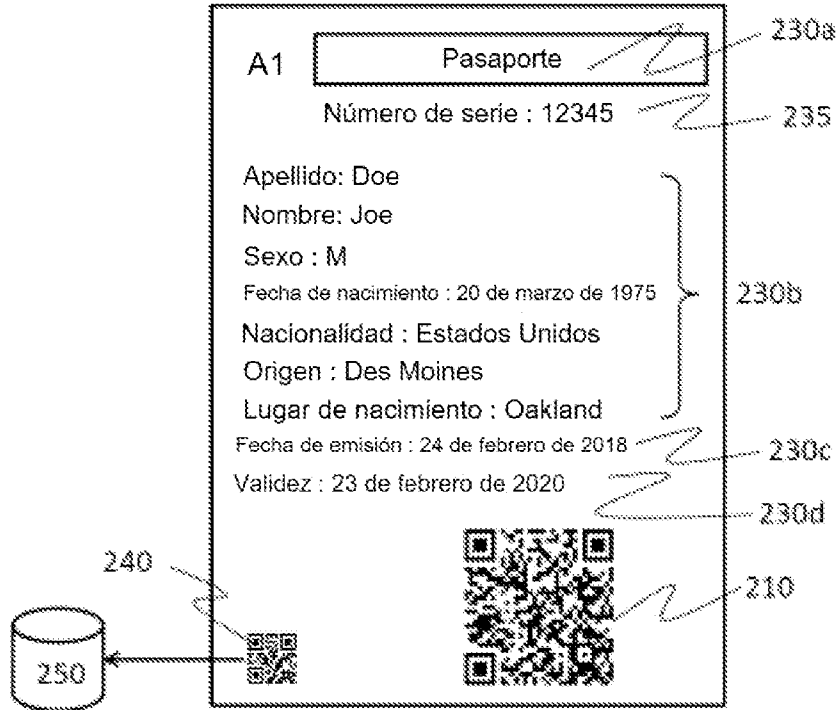 230a
A1 Pasaporte
Número de serie : 12345 235
Apellido: Doe
Nombre: Joe
Sexo : M
Fecha de nacimiento : 20 de marzo de 1975
230b
Nacionalidad : Estados Unidos
Origen : Des Moines
Lugar de nacimiento : Oakland
Fecha de emisión : 24 de febrero de 2018
230c
Validez : 23 de febrero de 2020
230d
240
210
250